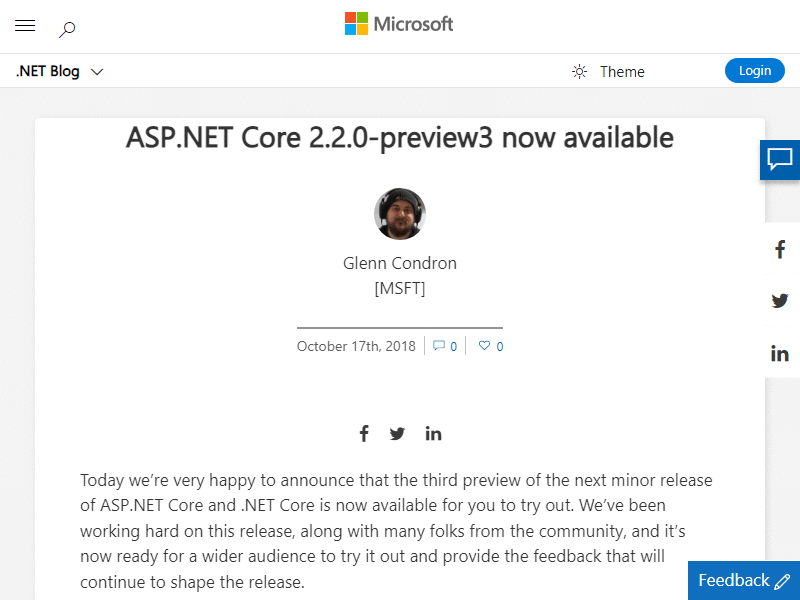 Microsoft
.NET Blog
Theme
Login
ASP.NET Core 2.2.0-preview3 now available
Glenn Condron
[MSFT]
October 17th, 2018
0
0
Today we’re very happy to announce that the third preview of the next minor release
of ASP.NET Core and .NET Core is now available for you to try out. We’ve been
working hard on this release, along with many folks from the community, and it’s
now ready for a wider audience to try it out and provide the feedback that will
continue to shape the release.
Feedback